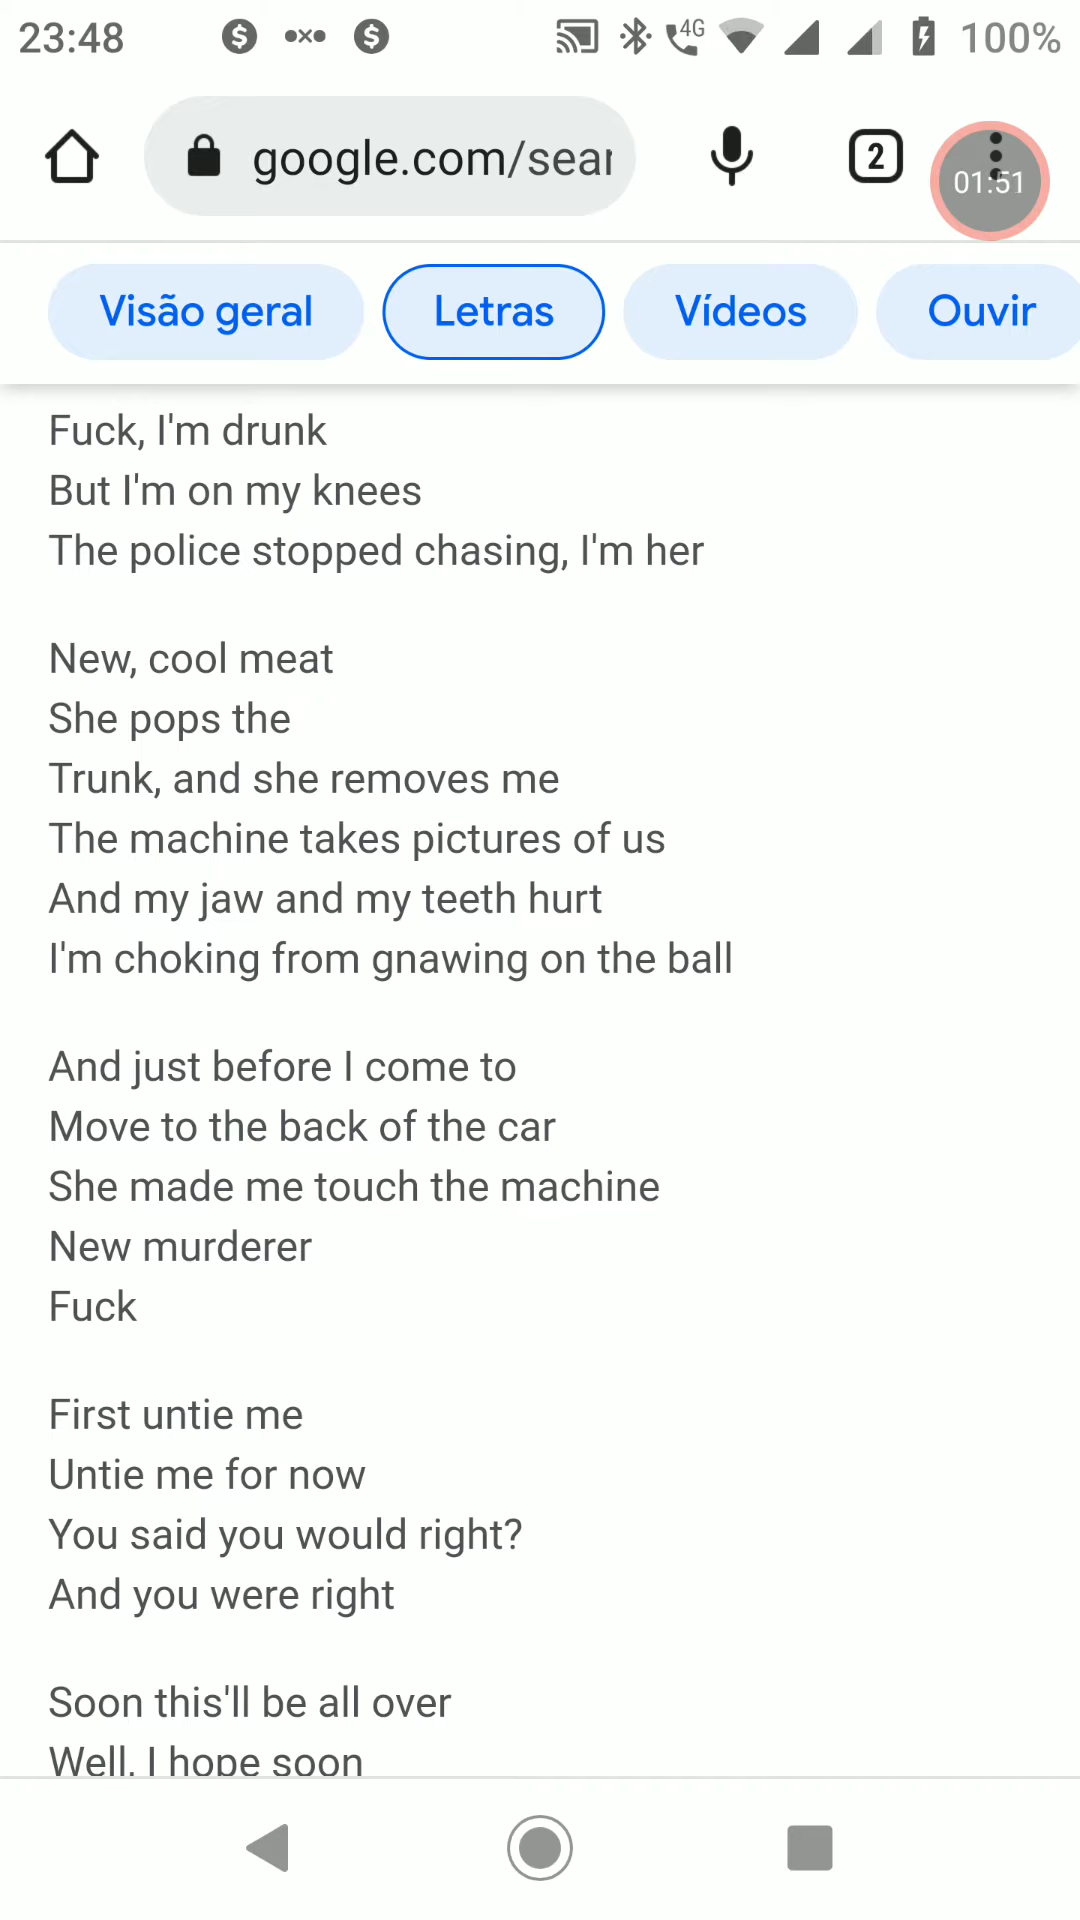 23:48
4G
100%
google.com/sear
2
01:51
Visão geral
Letras
Vídeos
Ouvir
Fuck, I'm drunk
But I'm on my knees
The police stopped chasing, I'm her
New, cool meat
She pops the
Trunk, and she removes me
The machine takes pictures of us
And my jaw and my teeth hurt
I'm choking from gnawing on the ball
And just before I come to
Move to the back of the car
She made me touch the machine
New murderer
Fuck
First untie me
Untie me for now
You said you would right?
And you were right
Soon this'll be all over
Well, I hope soon